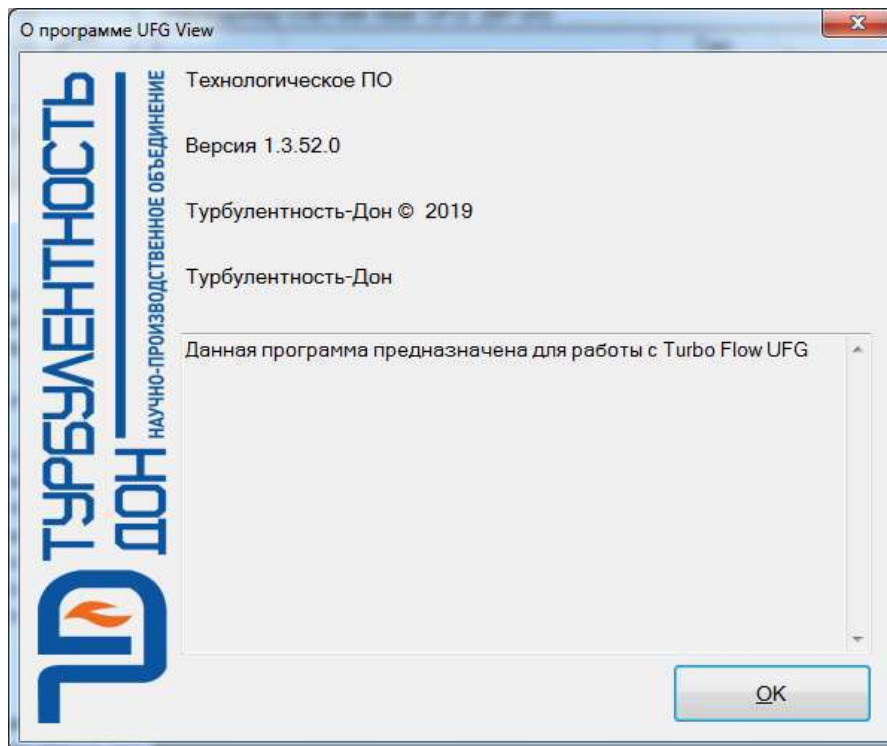 О программе UFG View
Технологическое ПО
Версия 1.3.52.0
Турбулентность-Дон © 2019
Турбулентность-Дон
Данная программа предназначена для работы с Turbo Flow UFG
ТУРБУЛЕНТНОСТЬ
ДОН
НАУЧНО-ПРОИЗВОДСТВЕННОЕ ОБЪЕДИНЕНИЕ
OK